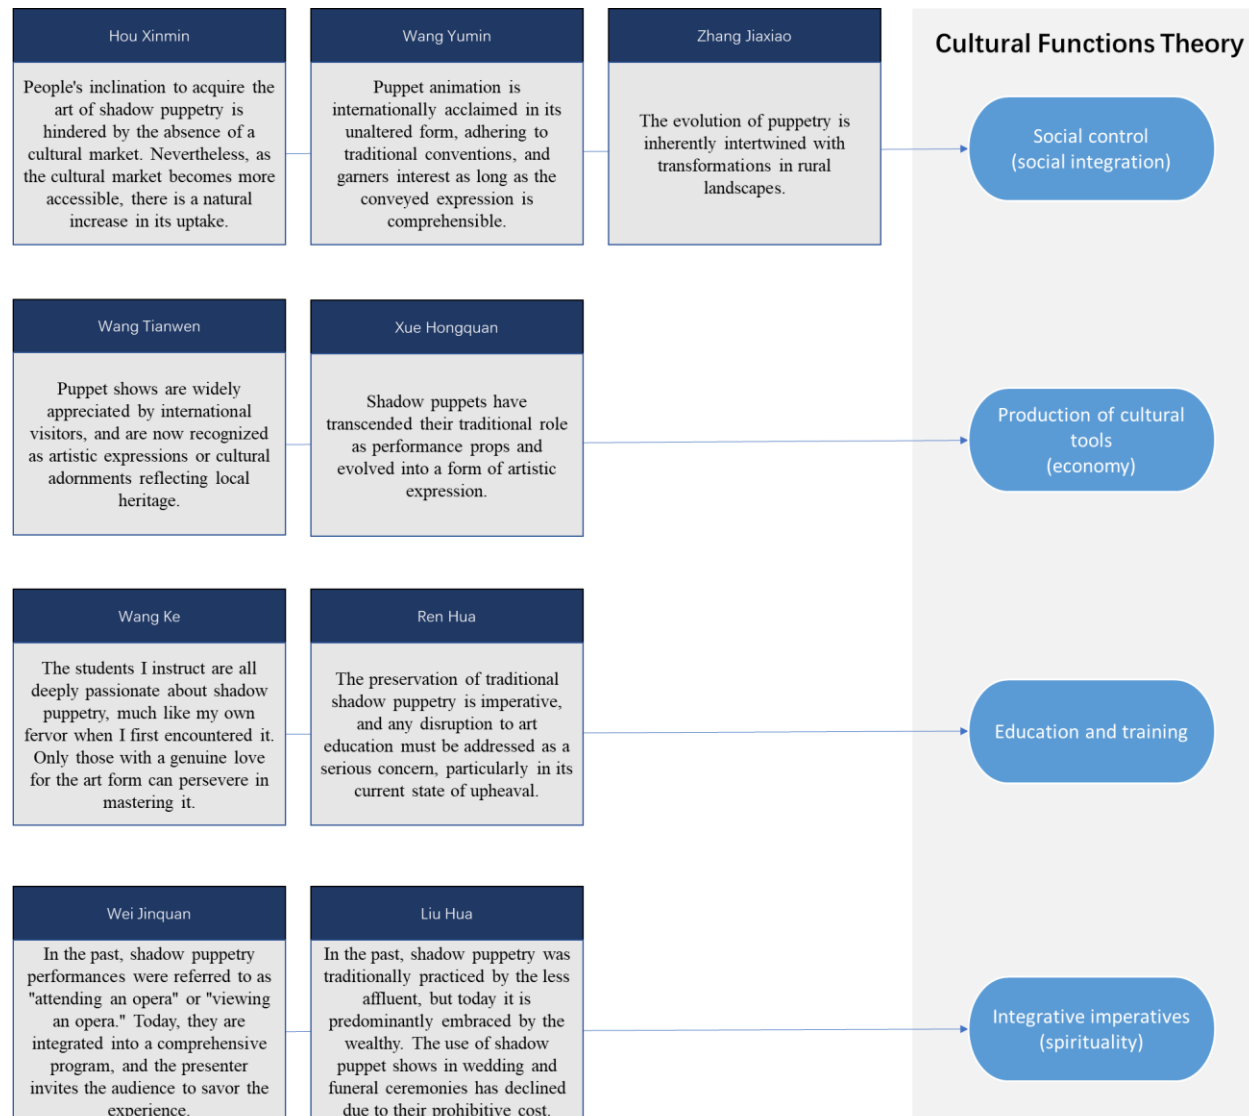 Hou Xinmin
People's inclination to acquire the
art of shadow puppetry is
hindered by the absence of a
cultural market. Nevertheless, as
the cultural market becomes more
accessible, there is a natural
increase in its uptake.
Wang Yumin
Puppet animation is
internationally acclaimed in its
unaltered form, adhering to
traditional conventions, and
garners interest as long as the
conveyed expression is
comprehensible.
Zhang Jiaxiao
The evolution of puppetry is
inherently intertwined with
transformations in rural
landscapes.
Cultural Functions Theory
Social control
(social integration)
Wang Tianwen
Puppet shows are widely
appreciated by international
visitors, and are now recognized
as artistic expressions or cultural
adornments reflecting local
heritage.
Xue Hongquan
Shadow puppets have
transcended their traditional role
as performance props and
evolved into a form of artistic
expression.
Production of cultural
tools
(economy)
Wang Ke
The students I instruct are all
deeply passionate about shadow
puppetry, much like my own
fervor when I first encountered it.
Only those with a genuine love
for the art form can persevere in
mastering it.
Ren Hua
The preservation of traditional
shadow puppetry is imperative,
and any disruption to art
education must be addressed as a
serious concern, particularly in its
current state of upheaval.
Education and training
Wei Jinquan
In the past, shadow puppetry
performances were referred to as
"attending an opera" or "viewing
an opera." Today, they are
integrated into a comprehensive
program, and the presenter
invites the audience to savor the
experience.
Liu Hua
In the past, shadow puppetry was
traditionally practiced by the less
affluent, but today it is
predominantly embraced by the
wealthy. The use of shadow
puppet shows in wedding and
funeral ceremonies has declined
due to their prohibitive cost.
Integrative imperatives
(spirituality)